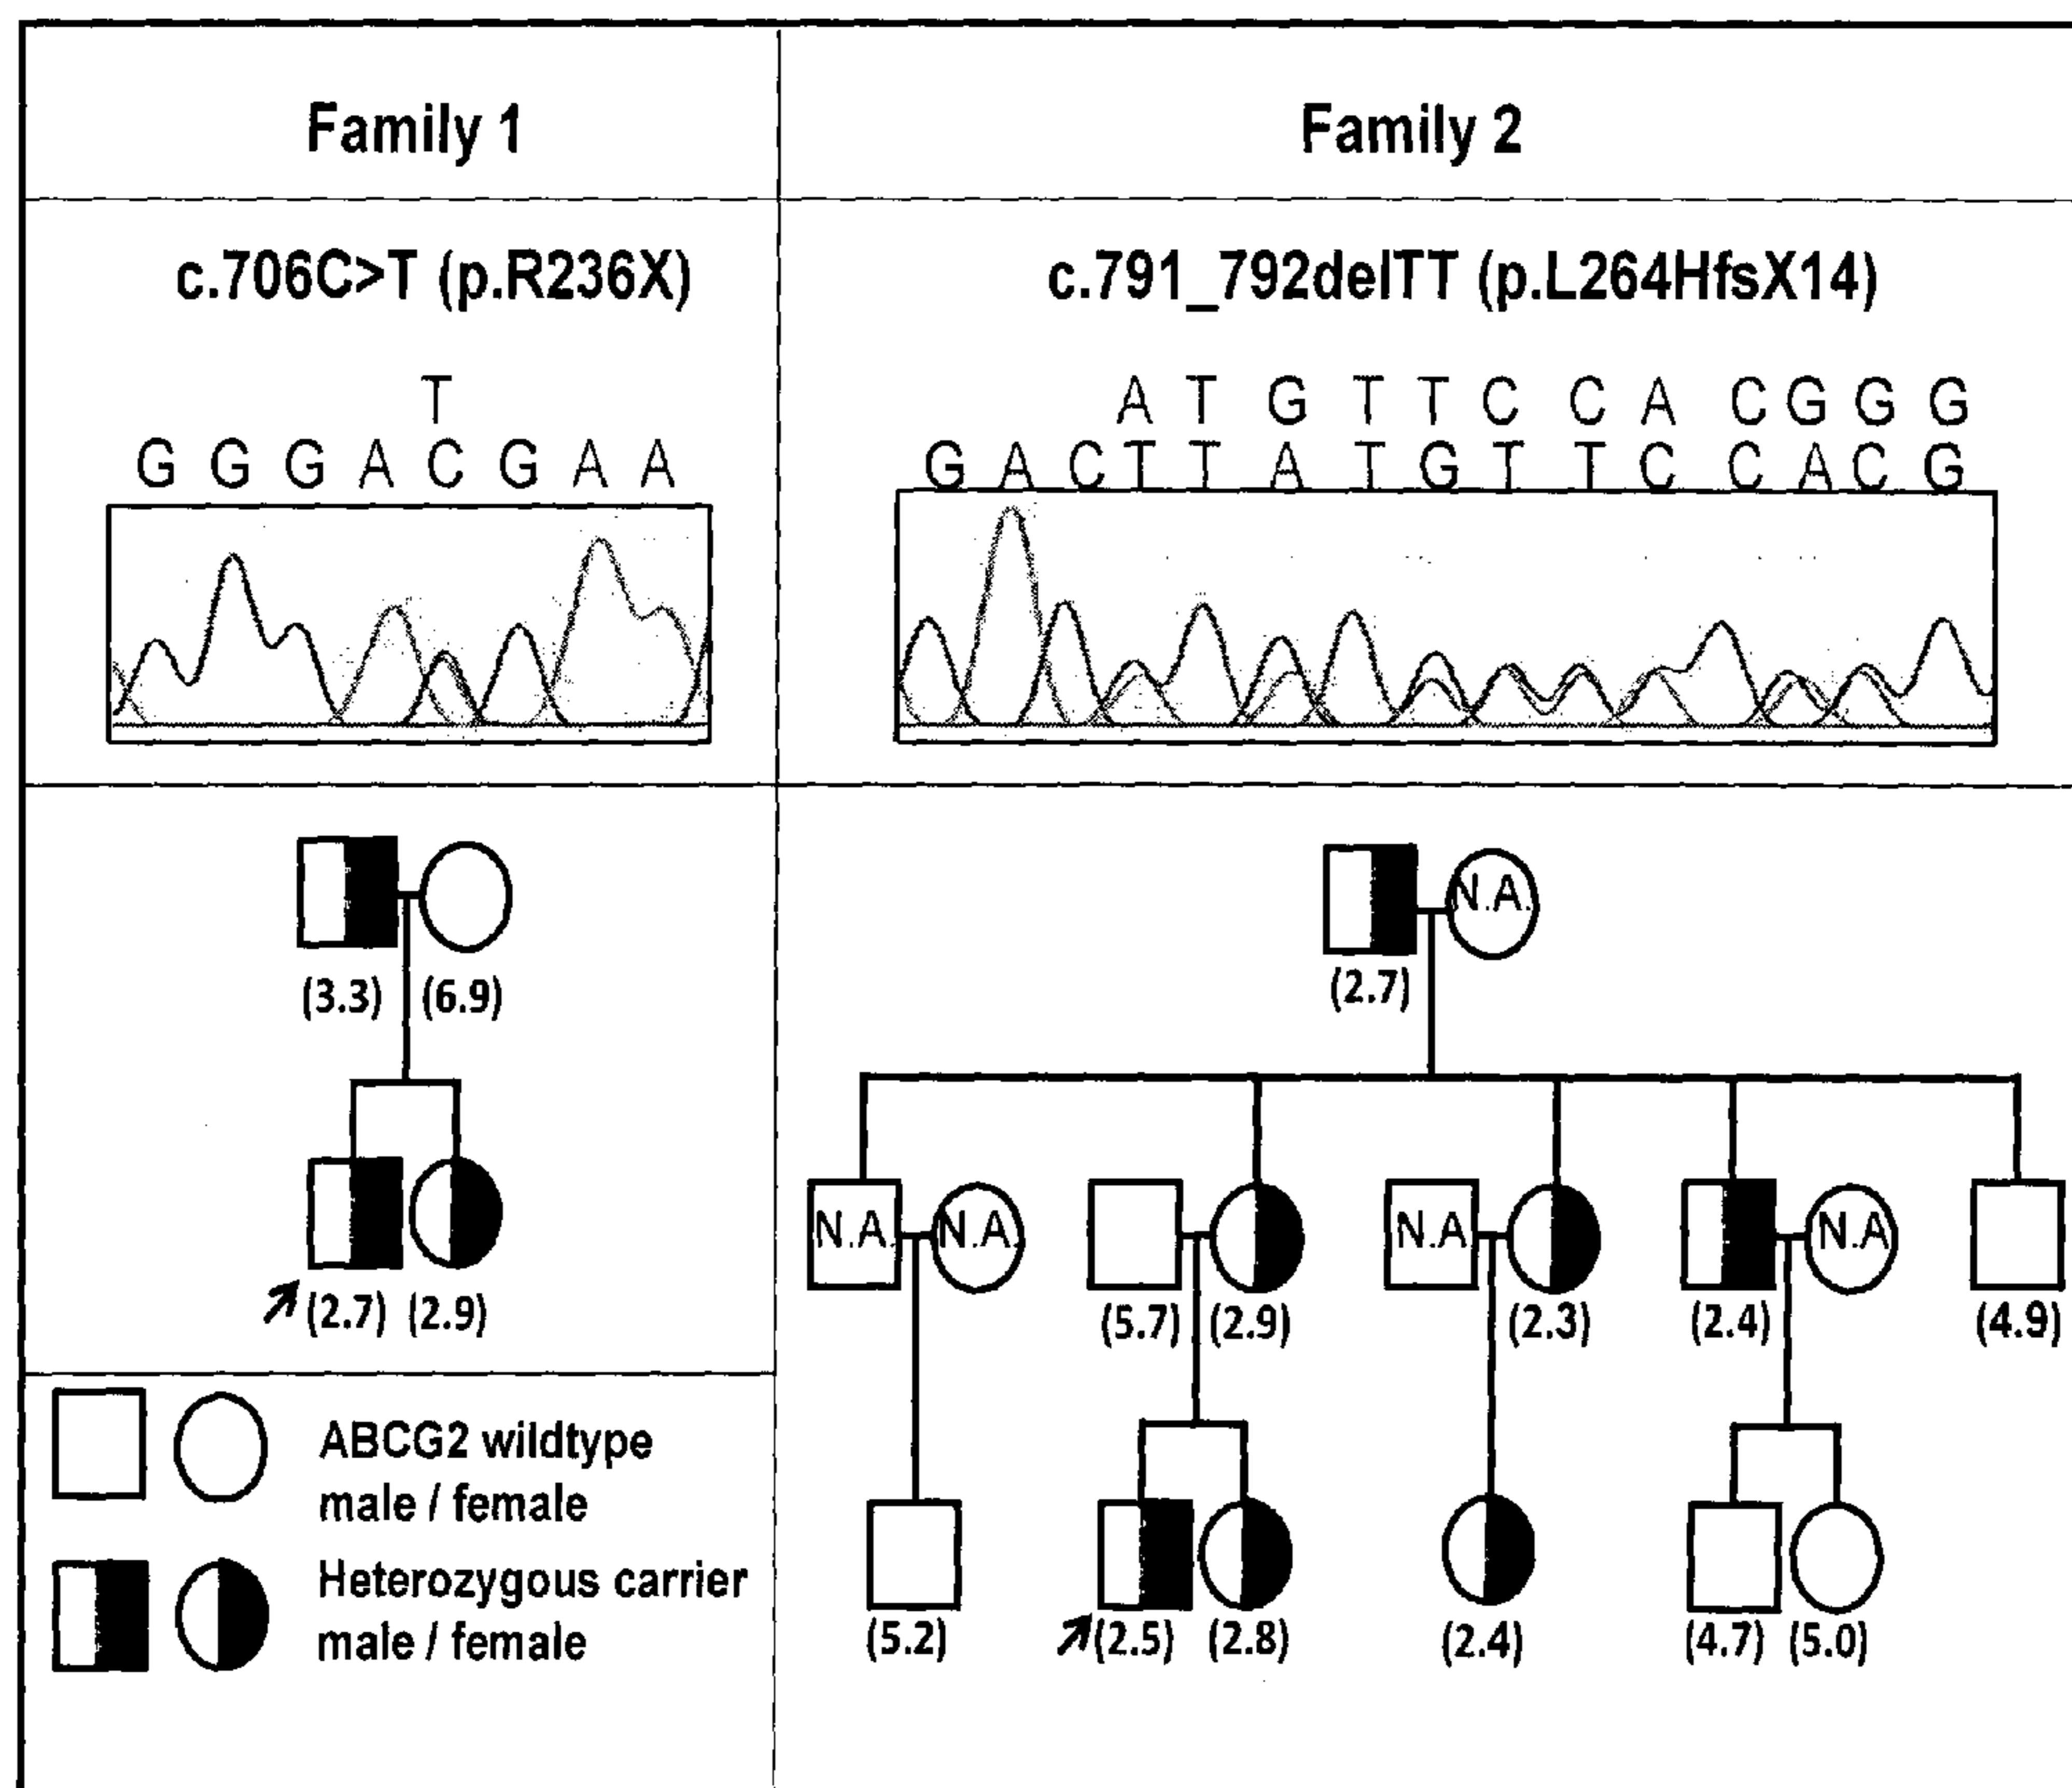 Family 1
Family 2
c.706C>T (p.R236X)
c.791_792delTT (p.L264HfsX14)
T
G G G A C G A A
A T G T T C C A C G G G
G A C T T A T G T T C C A C G
(3.3) (6.9)
(2.7) (2.9)
N.A.
(2.7)
N.A. N.A. N.A N.A
(5.7) (2.9) (2.3) (2.4) (4.9)
(5.2) (2.5) (2.8) (2.4) (4.7) (5.0)
ABCG2 wildtype
male / female
Heterozygous carrier
male / female